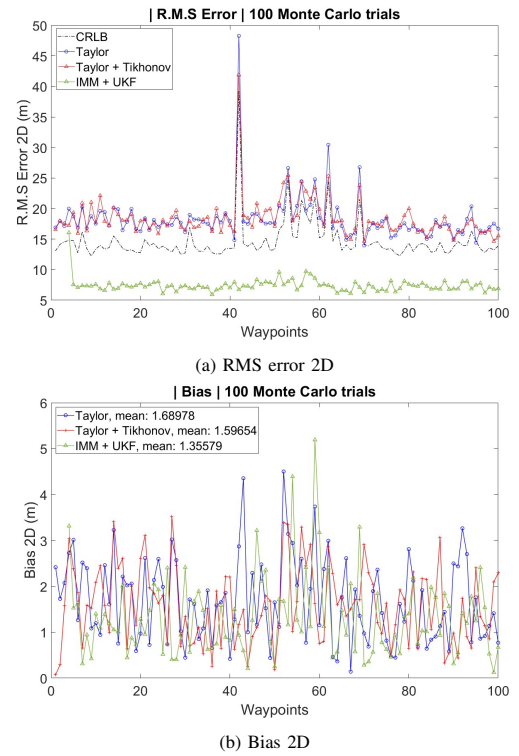 | R.M.S Error | 100 Monte Carlo trials
50
45
40
35
30
25
20
15
10
5
R.M.S Error 2D (m)
CRLB
Taylor
Taylor + Tikhonov
IMM + UKF
0 20 40 60 80 100
Waypoints
(a) RMS error 2D
| Bias | 100 Monte Carlo trials
6
5
4
3
2
1
0
Bias 2D (m)
Taylor, mean: 1.68978
Taylor + Tikhonov, mean: 1.59654
IMM + UKF, mean: 1.35579
0 20 40 60 80 100
Waypoints
(b) Bias 2D